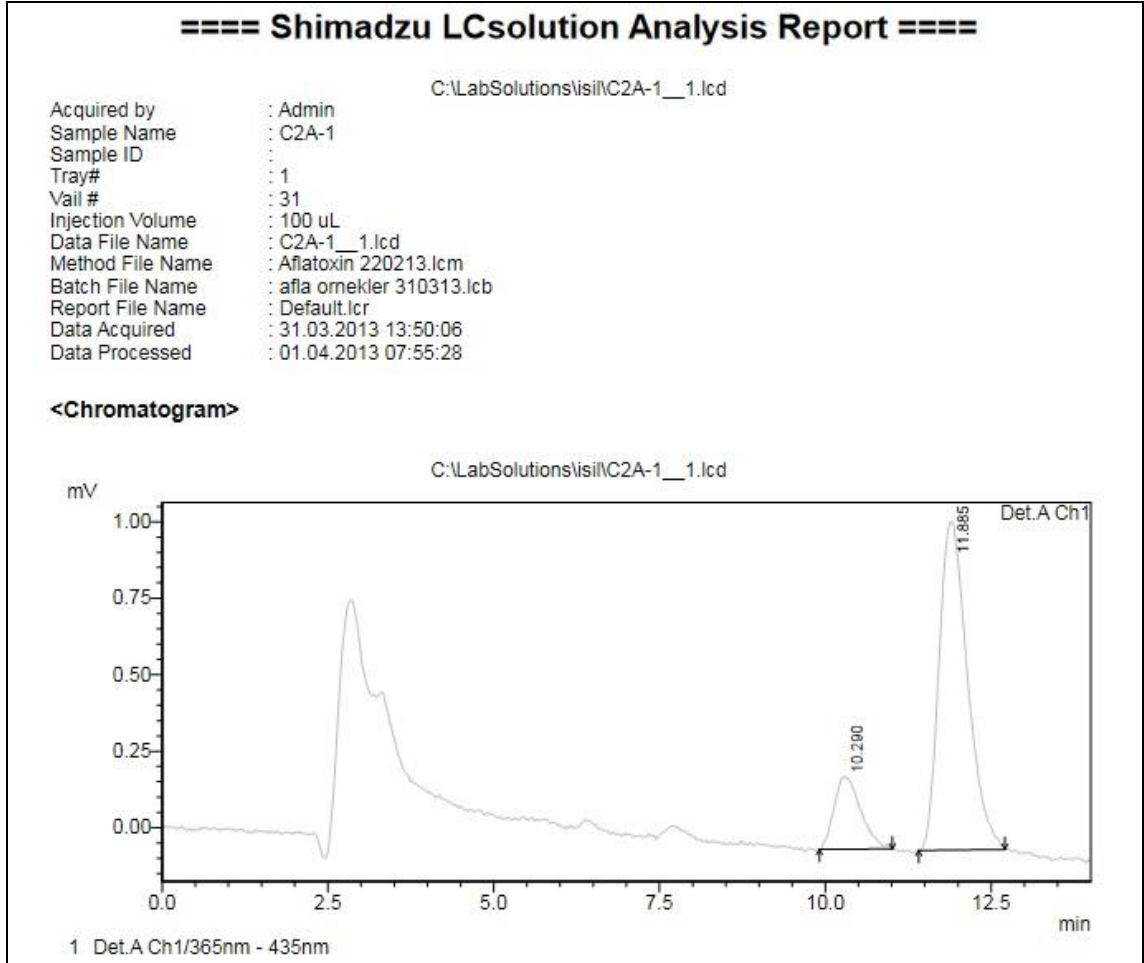 ==== Shimadzu LCsolution Analysis Report ====
C:\LabSolutions\isil\C2A-1__1.lcd
Acquired by : Admin
Sample Name : C2A-1
Sample ID :
Tray# : 1
Vail # : 31
Injection Volume : 100 uL
Data File Name : C2A-1__1.lcd
Method File Name : Aflatoxin 220213.lcm
Batch File Name : afla ornekler 310313.lcb
Report File Name : Default.lcr
Data Acquired : 31.03.2013 13:50:06
Data Processed : 01.04.2013 07:55:28
<Chromatogram>
C:\LabSolutions\isil\C2A-1__1.lcd
mV
Det.A Ch1
1.00
0.75
0.50
0.25
0.00
10.290
11.885
0.0 2.5 5.0 7.5 10.0 12.5
min
1 Det.A Ch1/365nm - 435nm